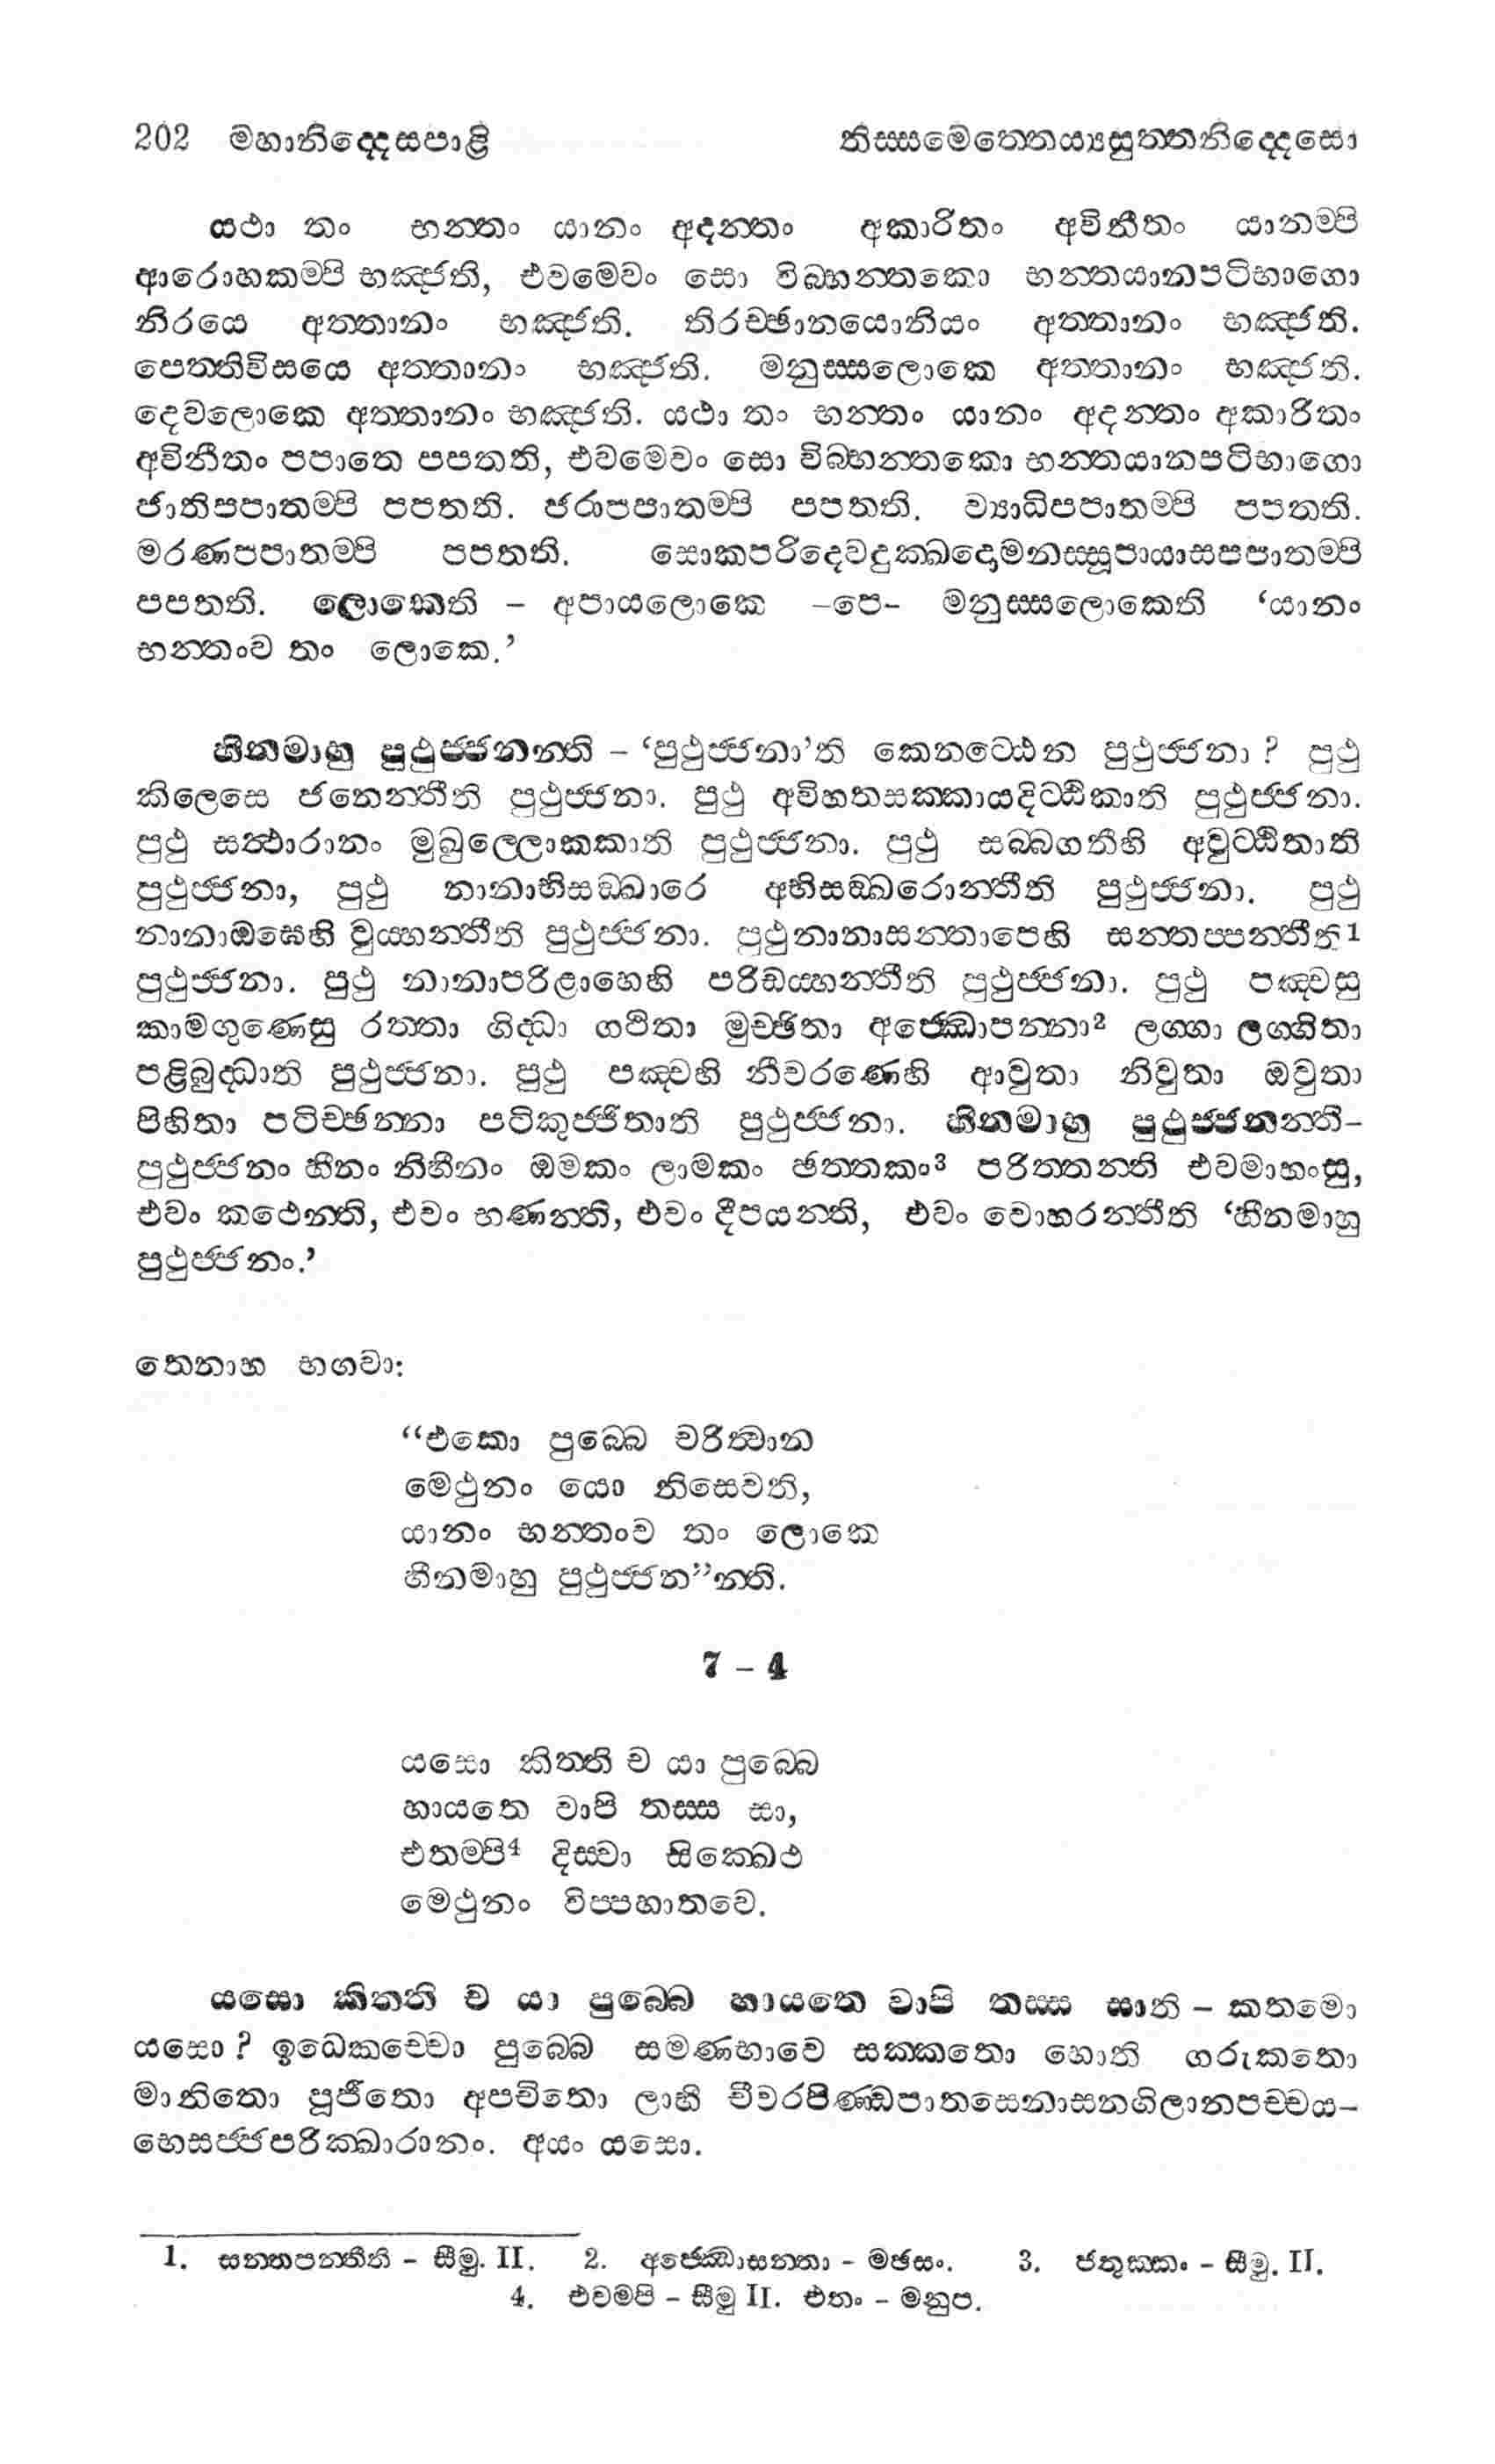 202 මහානිද්දෙසපාළි තිස්සමෙත්තෙය්‍යසුත්තනිද්දෙසො
යථා තං භන්තං යානං අදන්තං අකාරිතං අවිනීතං යානම්පි
ආරොහකම්පි භඤ්ජති, එවමෙවං සො විබ්භන්තකො භන්තයානපටිභාගො
නිරයෙ අත්තානං භඤ්ජති. තිරච්ඡානයොනියං අත්තානං භඤ්ජති.
පෙත්තිවිසයෙ අත්තානං භඤ්ජති. මනුස්සලොකෙ අත්තානං භඤ්ජති.
දෙවලොකෙ අත්තානං භඤ්ජති. යථා තං භන්තං යානං අදන්තං අකාරිතං
අවිනීතං පපාතෙ පපතති, එවමෙවං සො විබ්භන්තකො භන්තයානපටිභාගො
ජාතිපපාතම්පි පපතති. ජරාපපාතම්පි පපතති. ව්‍යාධිපපාතම්පි පපතති.
මරණපපාතම්පි පපතති. සොකපරිදෙවදුක්ඛදොමනස්සූපායාසපපාතම්පි
පපතති. ලොකෙති – අපායලොකෙ –පෙ– මනුස්සලොකෙති ‘යානං
භන්තංව තං ලොකෙ.’
හීනමාහු පුථුජ්ජනන්ති – ‘පුථුජ්ජනා’ති කෙනට්ඨෙන පුථුජ්ජනා ? පුථු
කිලෙසෙ ජනෙන්තීති පුථුජ්ජනා. පුථු අවිහතසක්කායදිට්ඨිකාති පුථුජ්ජනා.
පුථු සත්ථාරානං මුඛුල්ලොකකාති පුථුජ්ජනා. පුථු සබ්බගතීහි අවුට්ඨිතාති
පුථුජ්ජනා, පුථු නානාභිසඞ්ඛාරෙ අභිසඞ්ඛරොන්තීති පුථුජ්ජනා. පුථු
නානාඔඝෙහි වුය්හන්තීති පුථුජ්ජනා. පුථුනානාසන්තාපෙහි සන්තප්පන්තීති1
පුථුජ්ජනා. පුථු නානාපරිළාහෙහි පරිඩය්හන්තීති පුථුජ්ජනා. පුථු පඤ්චසු
කාමගුණෙසු රත්තා ගිද්ධා ගථිතා මුච්ඡිතා අජ්ඣොපන්නා2 ලග්ගා ලග්ගිතා
පළිබුද්ධාති පුථුජ්ජනා. පුථු පඤ්චහි නීවරණෙහි ආවුතා නිවුතා ඔවුතා
පිහිතා පටිච්ඡන්නා පටිකුජ්ජිතාති පුථුජ්ජනා. හීනමාහු පුථුජ්ජනන්ති–
පුථුජ්ජනං හීනං නිහීනං ඔමකං ලාමකං ඡත්තකං3 පරිත්තන්ති එවමාහංසු,
එවං කථෙන්ති, එවං භණන්ති, එවං දීපයන්ති, එවං වොහරන්තීති ‘හීනමාහු
පුථුජ්ජනං.’
තෙනාහ භගවා:
“එකො පුබ්බෙ චරිත්වාන
මෙථුනං යො නිසෙවති,
යානං භන්තංව තං ලොකෙ
හීනමාහු පුථුජ්ජන”න්ති.
7 – 4
යසො කිත්ති ච යා පුබ්බෙ
හායතෙ වාපි තස්ස සා,
එතම්පි4 දිස්වා සික්ඛෙථ
මෙථුනං විප්පහාතවෙ.
යසො කිත්ති ච යා පුබ්බෙ හායතෙ වාපි තස්ස සාති – කතමො
යසො ? ඉධෙකච්චො පුබ්බෙ සමණභාවෙ සක්කතො හොති ගරුකතො
මානිතො පූජිතො අපචිතො ලාභී චීවරපිණ්ඩපාතසෙනාසනගිලානපච්චය–
භෙසජ්ජපරික්ඛාරානං. අයං යසො.
1. සන්තපන්තීති – සීමු. II. 2. අජ්ඣොසන්නා – මඡසං. 3. ජතුක්කං – සීමු. II.
4. එවමපි – සීමු II. එතං – මනුප.